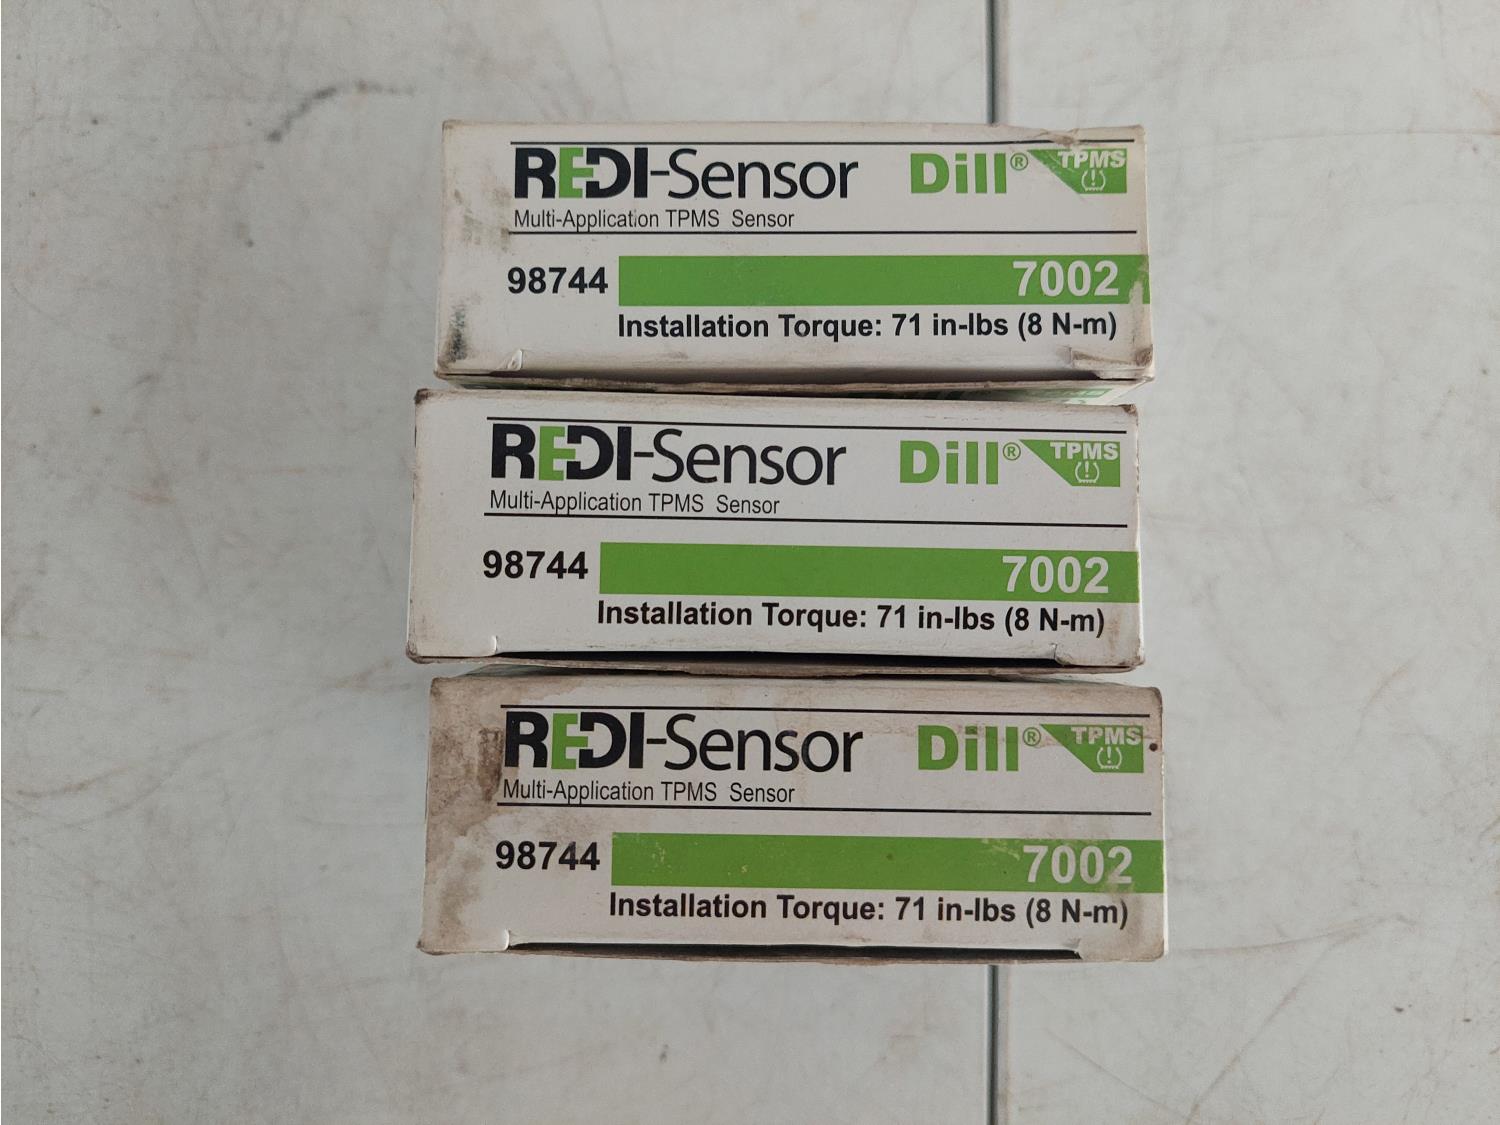 REDI-Sensor Dill® TPMS
Multi-Application TPMS Sensor
98744 7002
Installation Torque: 71 in-lbs (8 N-m)
REDI-Sensor Dill® TPMS
Multi-Application TPMS Sensor
98744 7002
Installation Torque: 71 in-lbs (8 N-m)
REDI-Sensor Dill® TPMS
Multi-Application TPMS Sensor
98744 7002
Installation Torque: 71 in-lbs (8 N-m)